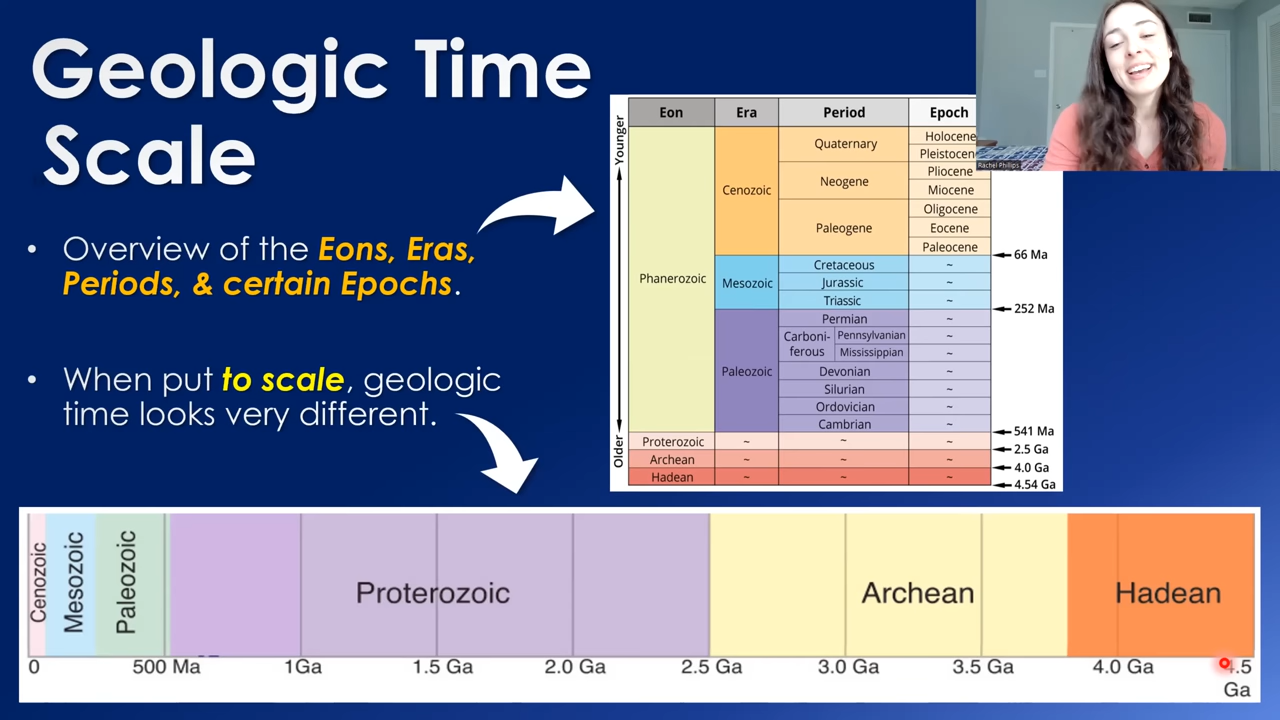 Geologic Time
Scale
• Overview of the Eons, Eras,
Periods, & certain Epochs.
• When put to scale, geologic
time looks very different.
Younger
Older
Eon Era Period Epoch
Phanerozoic
Cenozoic
Quaternary
Holocene
Pleistocen
Neogene
Pliocene
Miocene
Paleogene
Oligocene
Eocene
Paleocene
66 Ma
Mesozoic
Cretaceous ~
Jurassic ~
Triassic ~
252 Ma
Paleozoic
Permian ~
Carboni-
ferous
Pennsylvanian ~
Mississippian ~
Devonian ~
Silurian ~
Ordovician ~
Cambrian ~
541 Ma
Proterozoic ~ ~ ~
2.5 Ga
Archean ~ ~ ~
4.0 Ga
Hadean ~ ~ ~
4.54 Ga
Rachel Phillips
Cenozoic
Mesozoic
Paleozoic
Proterozoic
Archean
Hadean
0 500 Ma 1Ga 1.5 Ga 2.0 Ga 2.5 Ga 3.0 Ga 3.5 Ga 4.0 Ga 4.5
Ga